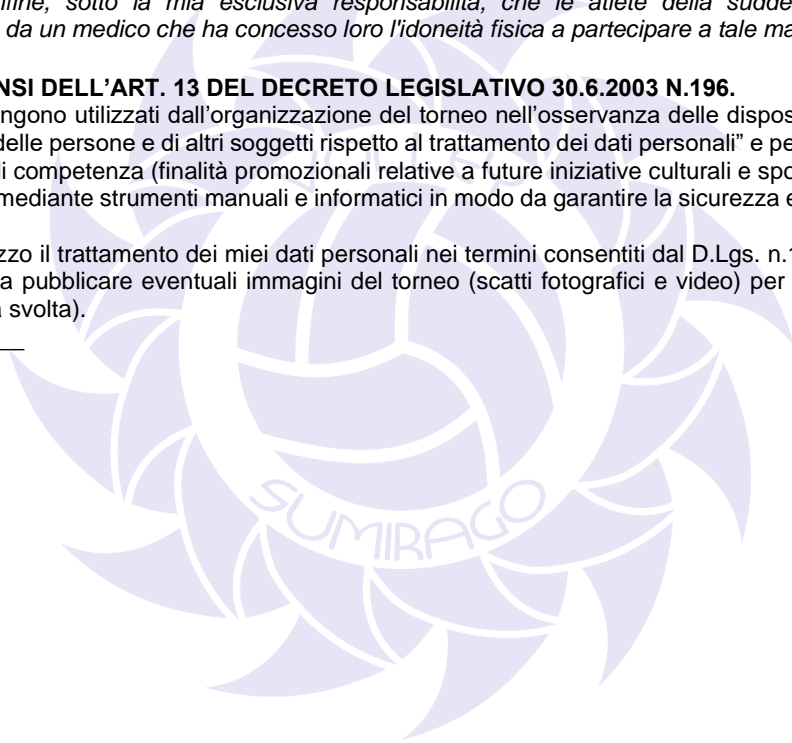 infine, sotto la mia esclusiva responsabilità, che le atlete della sudde
da un medico che ha concesso loro l'idoneità fisica a partecipare a tale ma
NSI DELL’ART. 13 DEL DECRETO LEGISLATIVO 30.6.2003 N.196.
ngono utilizzati dall’organizzazione del torneo nell’osservanza delle dispos
delle persone e di altri soggetti rispetto al trattamento dei dati personali” e pe
di competenza (finalità promozionali relative a future iniziative culturali e spo
mediante strumenti manuali e informatici in modo da garantire la sicurezza e
zzo il trattamento dei miei dati personali nei termini consentiti dal D.Lgs. n.1
a pubblicare eventuali immagini del torneo (scatti fotografici e video) per
à svolta).
VOLLEY
SUMIRAGO